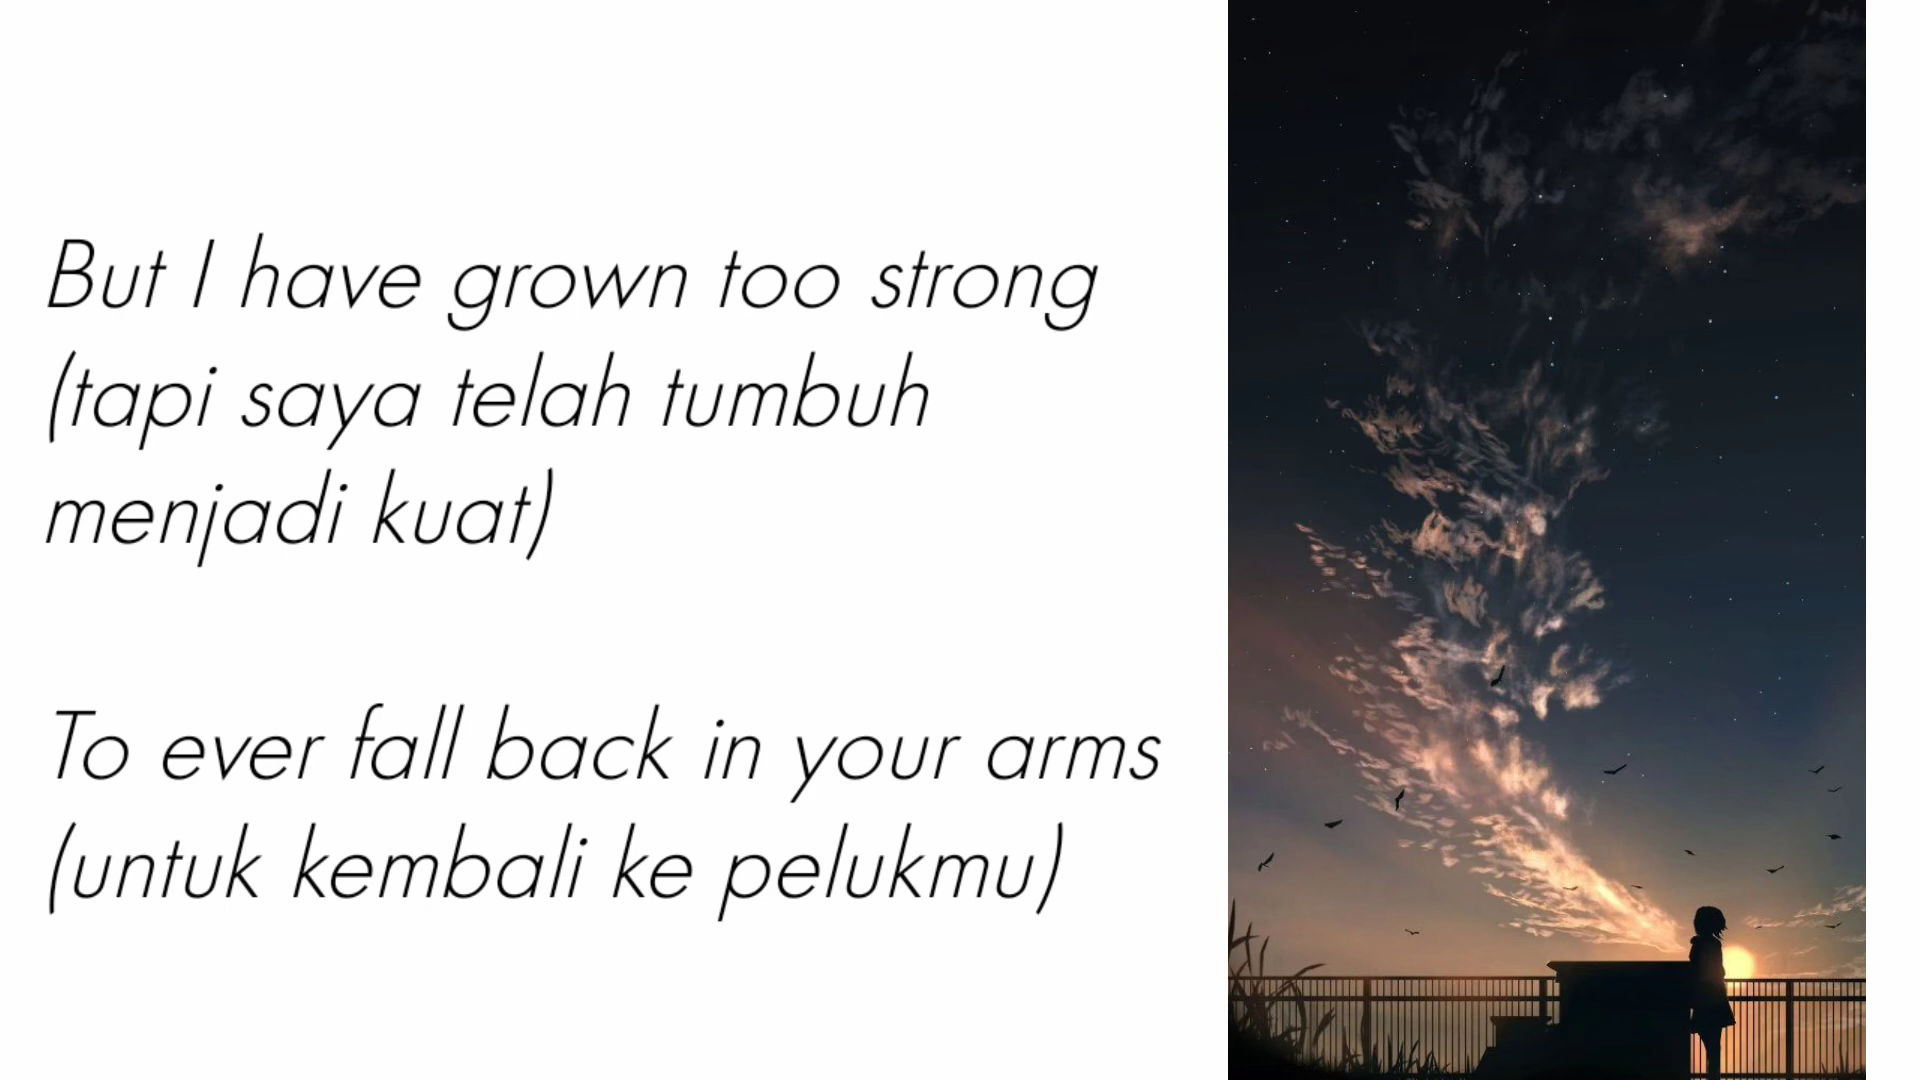 But I have grown too strong
(tapi saya telah tumbuh
menjadi kuat)
To ever fall back in your arms
(untuk kembali ke pelukmu)